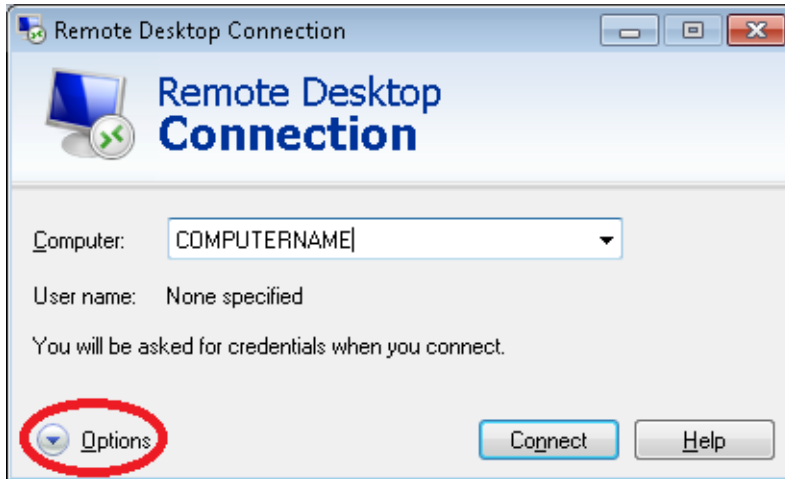 Remote Desktop Connection
Remote Desktop
Connection
Computer: COMPUTERNAME
User name: None specified
You will be asked for credentials when you connect.
Options Connect Help